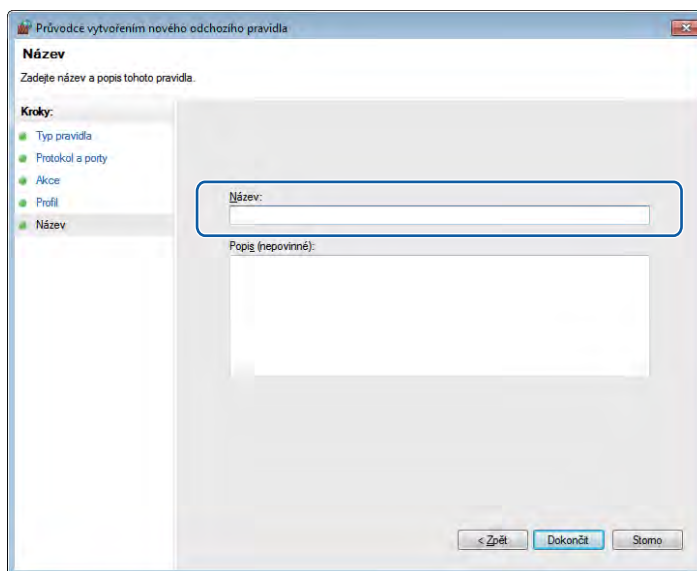 Průvodce vytvořením nového odchozího pravidla
Název
Zadejte název a popis tohoto pravidla.
Kroky:
Typ pravidla
Protokol a porty
Akce
Profil
Název
Název:
Popis (nepovinné):
< Zpět
Dokončit
Storno